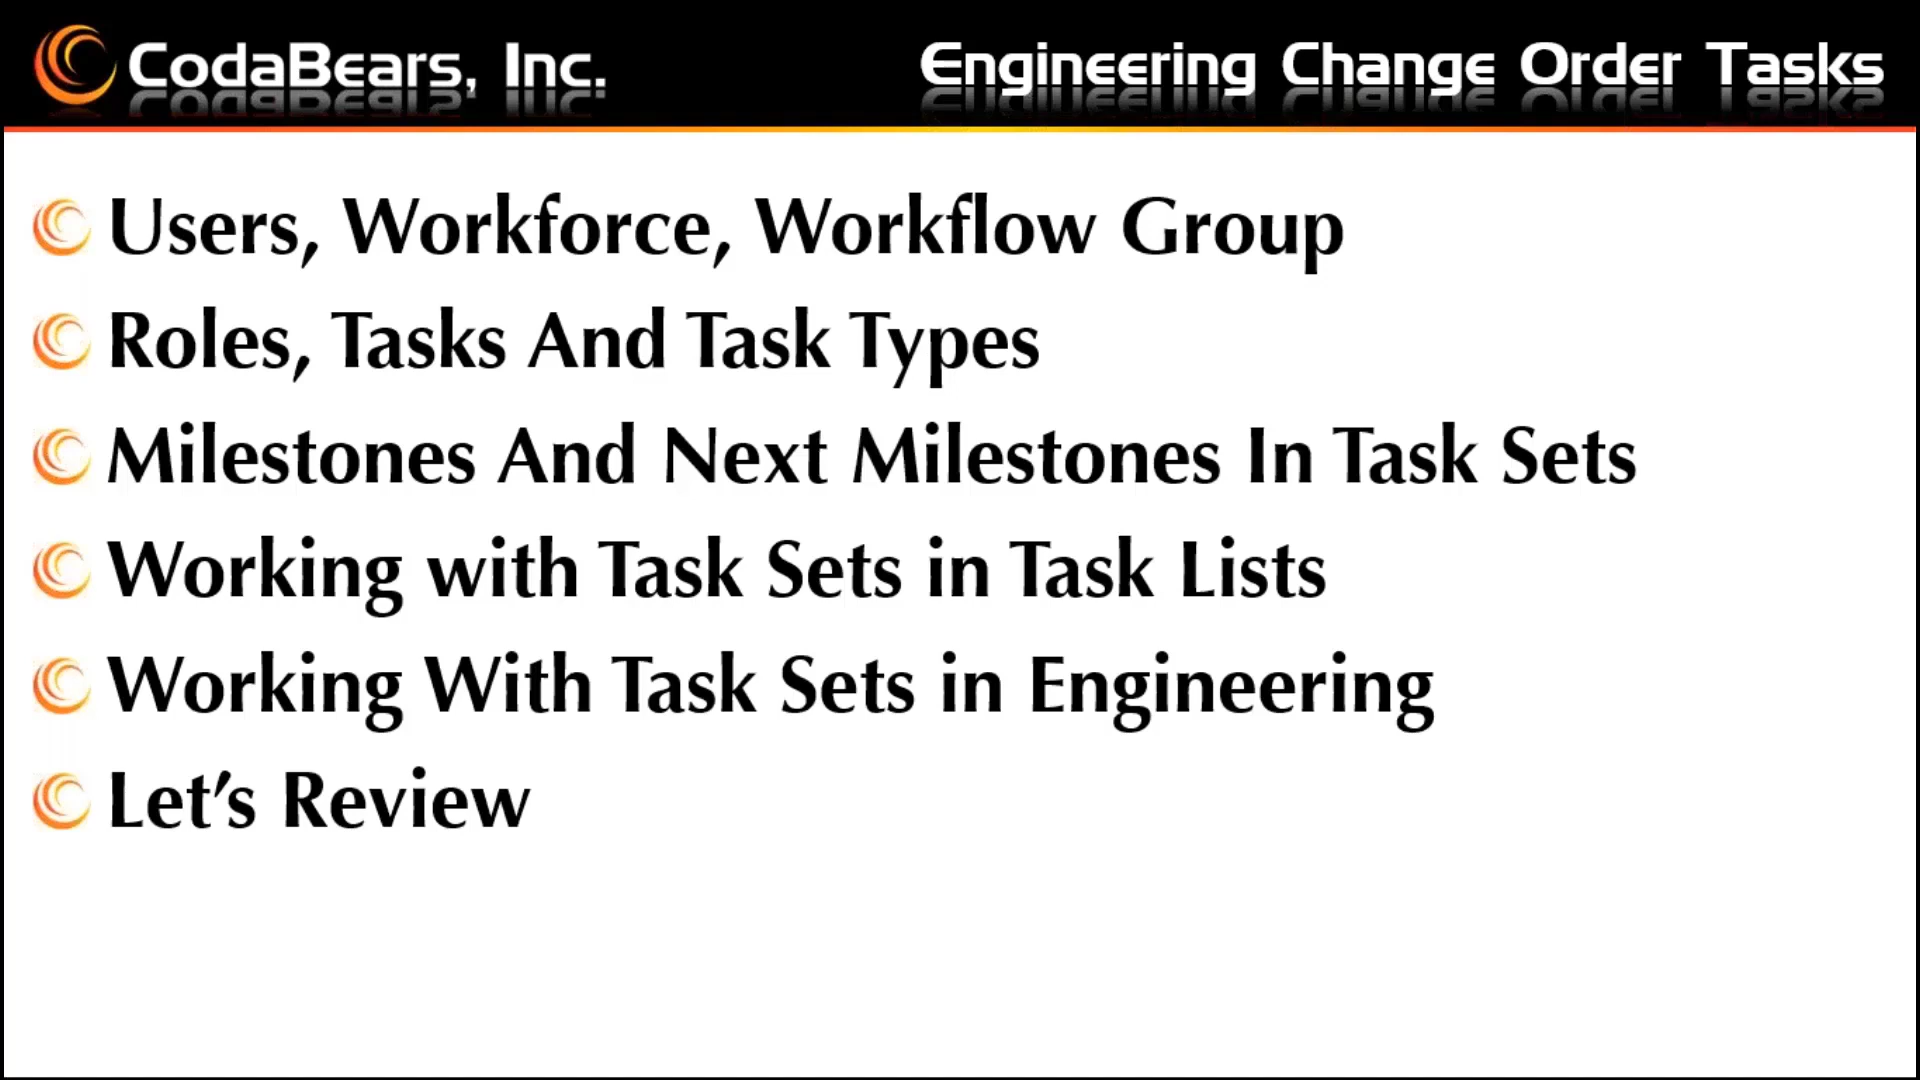 CodaBears, Inc.
Engineering Change Order Tasks
Users, Workforce, Workflow Group
Roles, Tasks And Task Types
Milestones And Next Milestones In Task Sets
Working with Task Sets in Task Lists
Working With Task Sets in Engineering
Let’s Review